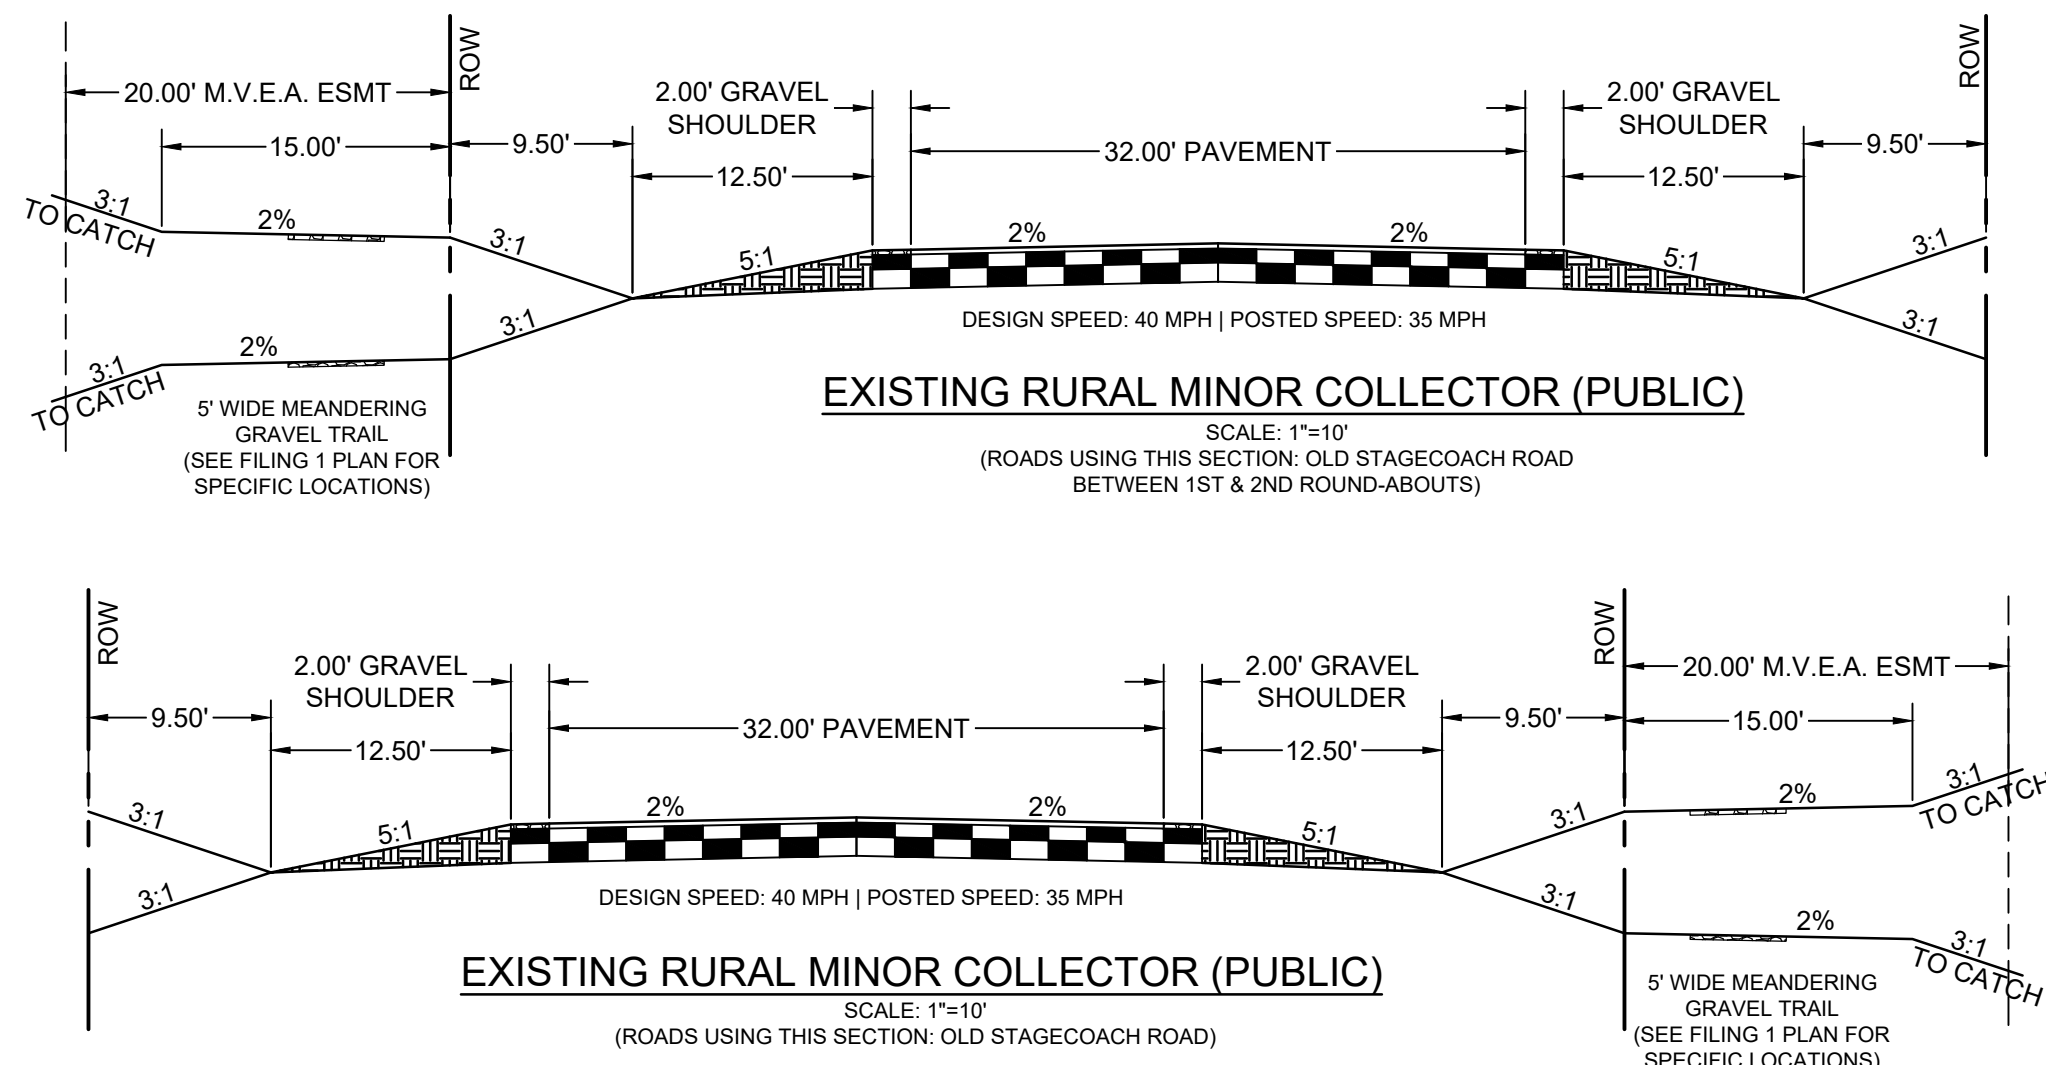 ROW
ROW
20.00' M.V.E.A. ESMT
2.00' GRAVEL
SHOULDER
2.00' GRAVEL
SHOULDER
15.00'
9.50'
32.00' PAVEMENT
9.50'
12.50'
12.50'
3:1
TO CATCH
2%
3:1
5:1
2%
2%
5:1
3:1
3:1
TO CATCH
2%
3:1
3:1
DESIGN SPEED: 40 MPH | POSTED SPEED: 35 MPH
5' WIDE MEANDERING
GRAVEL TRAIL
(SEE FILING 1 PLAN FOR
SPECIFIC LOCATIONS)
EXISTING RURAL MINOR COLLECTOR (PUBLIC)
SCALE: 1"=10'
(ROADS USING THIS SECTION: OLD STAGECOACH ROAD
BETWEEN 1ST & 2ND ROUND-ABOUTS)
ROW
ROW
2.00' GRAVEL
SHOULDER
2.00' GRAVEL
SHOULDER
20.00' M.V.E.A. ESMT
9.50'
32.00' PAVEMENT
9.50'
15.00'
12.50'
12.50'
3:1
5:1
2%
2%
5:1
3:1
2%
3:1
TO CATCH
3:1
3:1
2%
3:1
TO CATCH
DESIGN SPEED: 40 MPH | POSTED SPEED: 35 MPH
EXISTING RURAL MINOR COLLECTOR (PUBLIC)
SCALE: 1"=10'
(ROADS USING THIS SECTION: OLD STAGECOACH ROAD)
5' WIDE MEANDERING
GRAVEL TRAIL
(SEE FILING 1 PLAN FOR
SPECIFIC LOCATIONS)